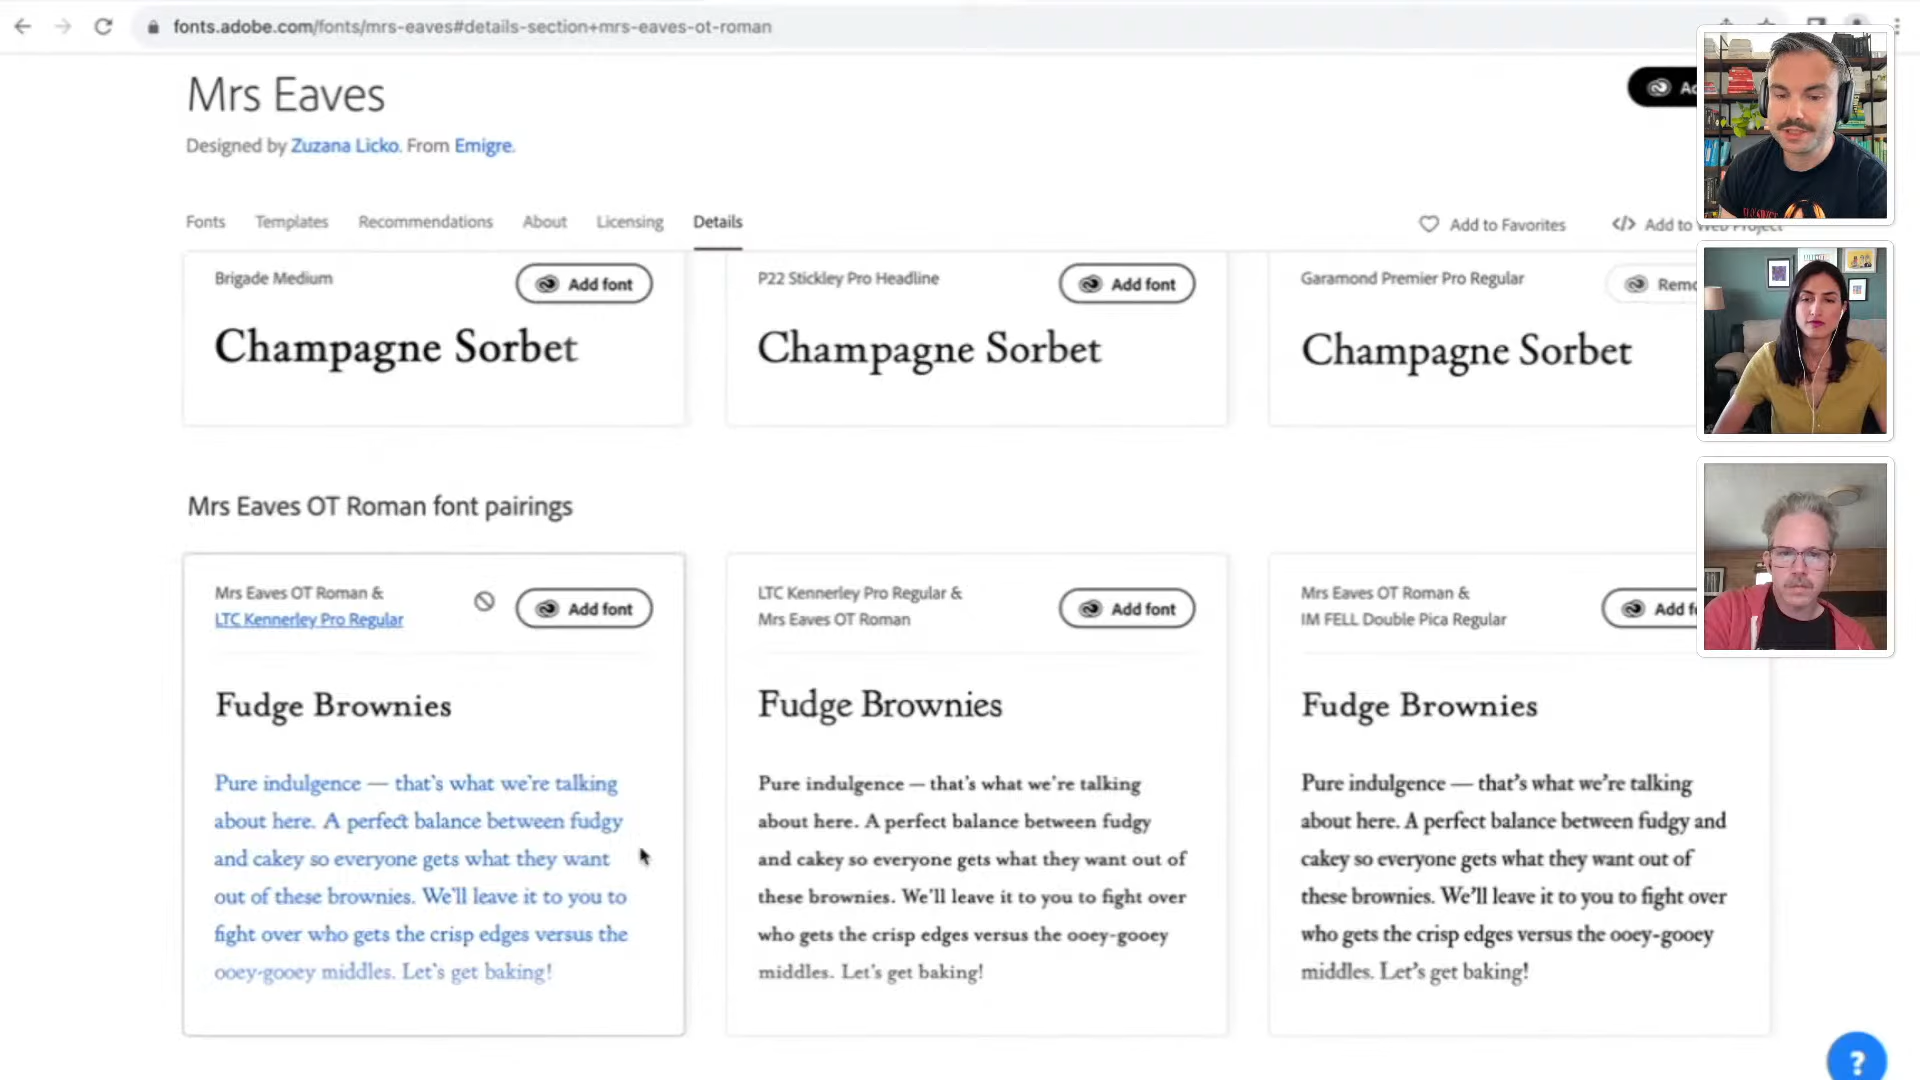 fonts.adobe.com/fonts/mrs-eaves#details-section+mrs-eaves-ot-roman
Mrs Eaves
Designed by Zuzana Licko. From Emigre.
Fonts
Templates
Recommendations
About
Licensing
Details
Add to Favorites
</> Add to Web Project
Brigade Medium
Add font
Champagne Sorbet
P22 Stickley Pro Headline
Add font
Champagne Sorbet
Garamond Premier Pro Regular
Remo
Champagne Sorbet
Mrs Eaves OT Roman font pairings
Mrs Eaves OT Roman &
LTC Kennerley Pro Regular
Add font
Fudge Brownies
Pure indulgence — that's what we're talking
about here. A perfect balance between fudgy
and cakey so everyone gets what they want
out of these brownies. We'll leave it to you to
fight over who gets the crisp edges versus the
ooey-gooey middles. Let's get baking!
LTC Kennerley Pro Regular &
Mrs Eaves OT Roman
Add font
Fudge Brownies
Pure indulgence — that's what we're talking
about here. A perfect balance between fudgy
and cakey so everyone gets what they want out of
these brownies. We'll leave it to you to fight over
who gets the crisp edges versus the ooey-gooey
middles. Let's get baking!
Mrs Eaves OT Roman &
IM FELL Double Pica Regular
Add f
Fudge Brownies
Pure indulgence — that's what we're talking
about here. A perfect balance between fudgy and
cakey so everyone gets what they want out of
these brownies. We'll leave it to you to fight over
who gets the crisp edges versus the ooey-gooey
middles. Let's get baking!
?